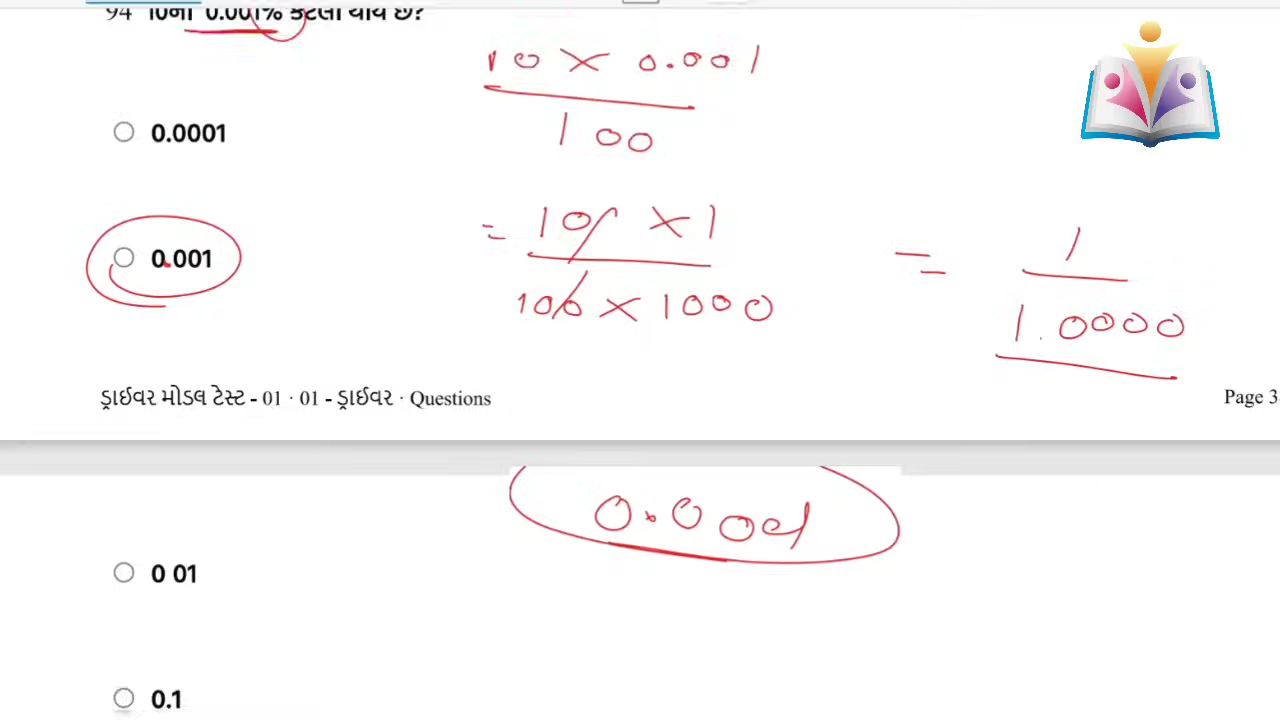 94 10ના 0.001% કેટલા થાય છે?
10 × 0.001
100
0.0001
= 10 × 1
100 × 1000
= 1
1.0000
0.001
ડ્રાઈવર મોડલ ટેસ્ટ - 01 · 01 - ડ્રાઈવર · Questions
Page 3
0.0001
0 01
0.1